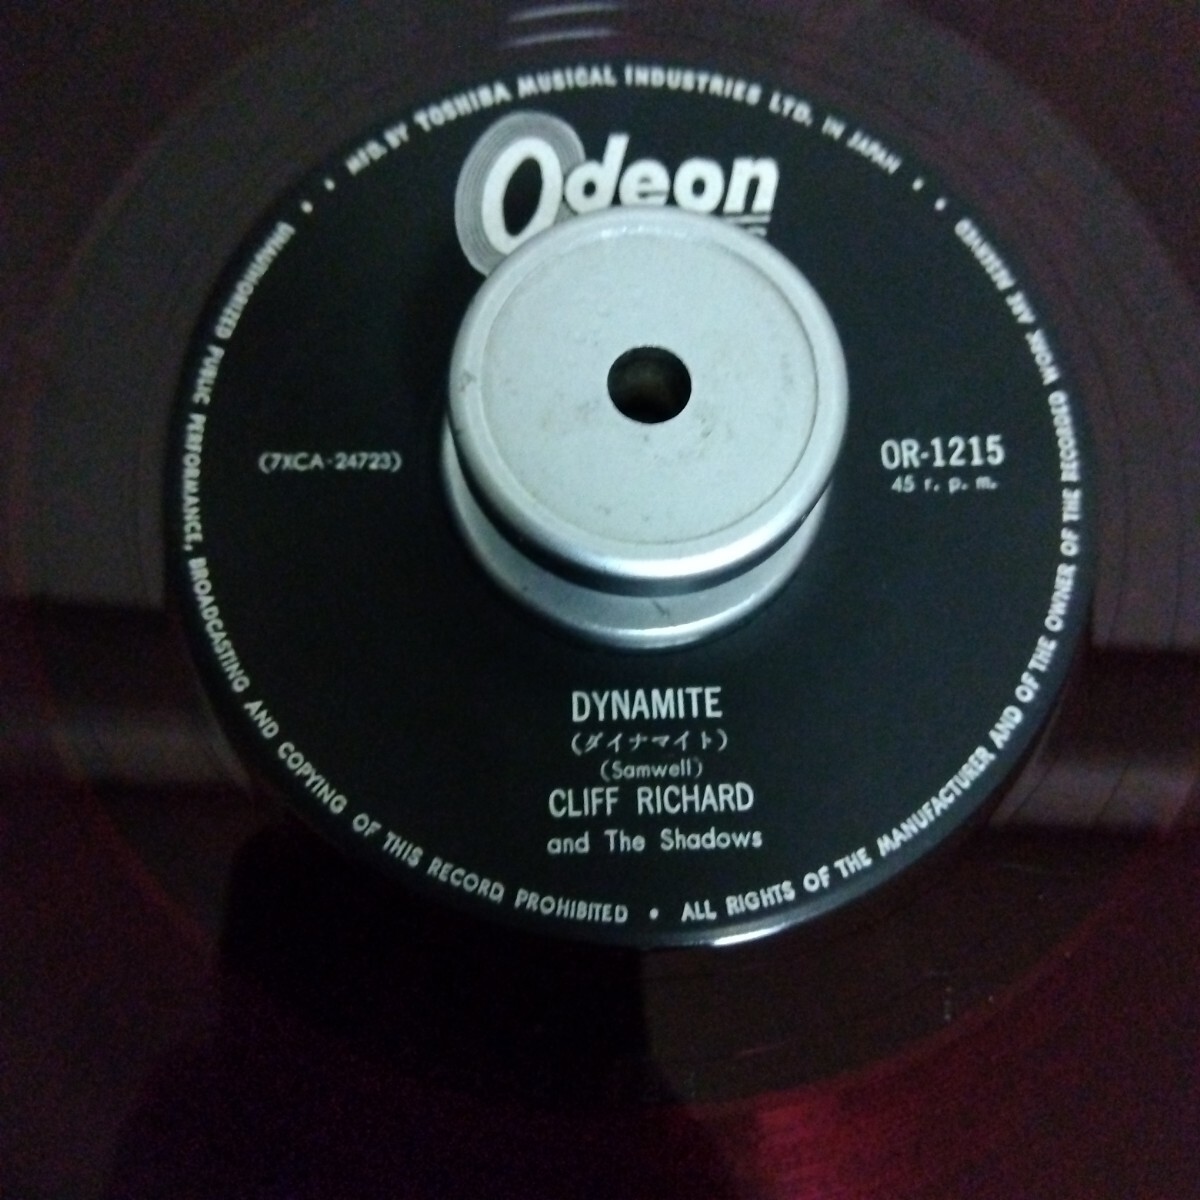 MFD. BY TOSHIBA MUSICAL INDUSTRIES LTD. IN JAPAN
Odeon
(7XCA-24723)
OR-1215
45 r. p. m.
DYNAMITE
(ダイナマイト)
(Samwell)
CLIFF RICHARD
and The Shadows
ALL RIGHTS OF THE MANUFACTURER AND OF THE OWNER OF THE RECORDED WORK ARE RESERVED
UNAUTHORIZED PUBLIC PERFORMANCE, BROADCASTING AND COPYING OF THIS RECORD PROHIBITED